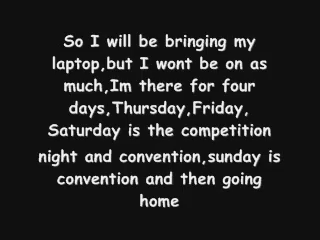 So I will be bringing my
laptop,but I wont be on as
much,Im there for four
days,Thursday,Friday,
Saturday is the competition
night and convention,sunday is
convention and then going
home